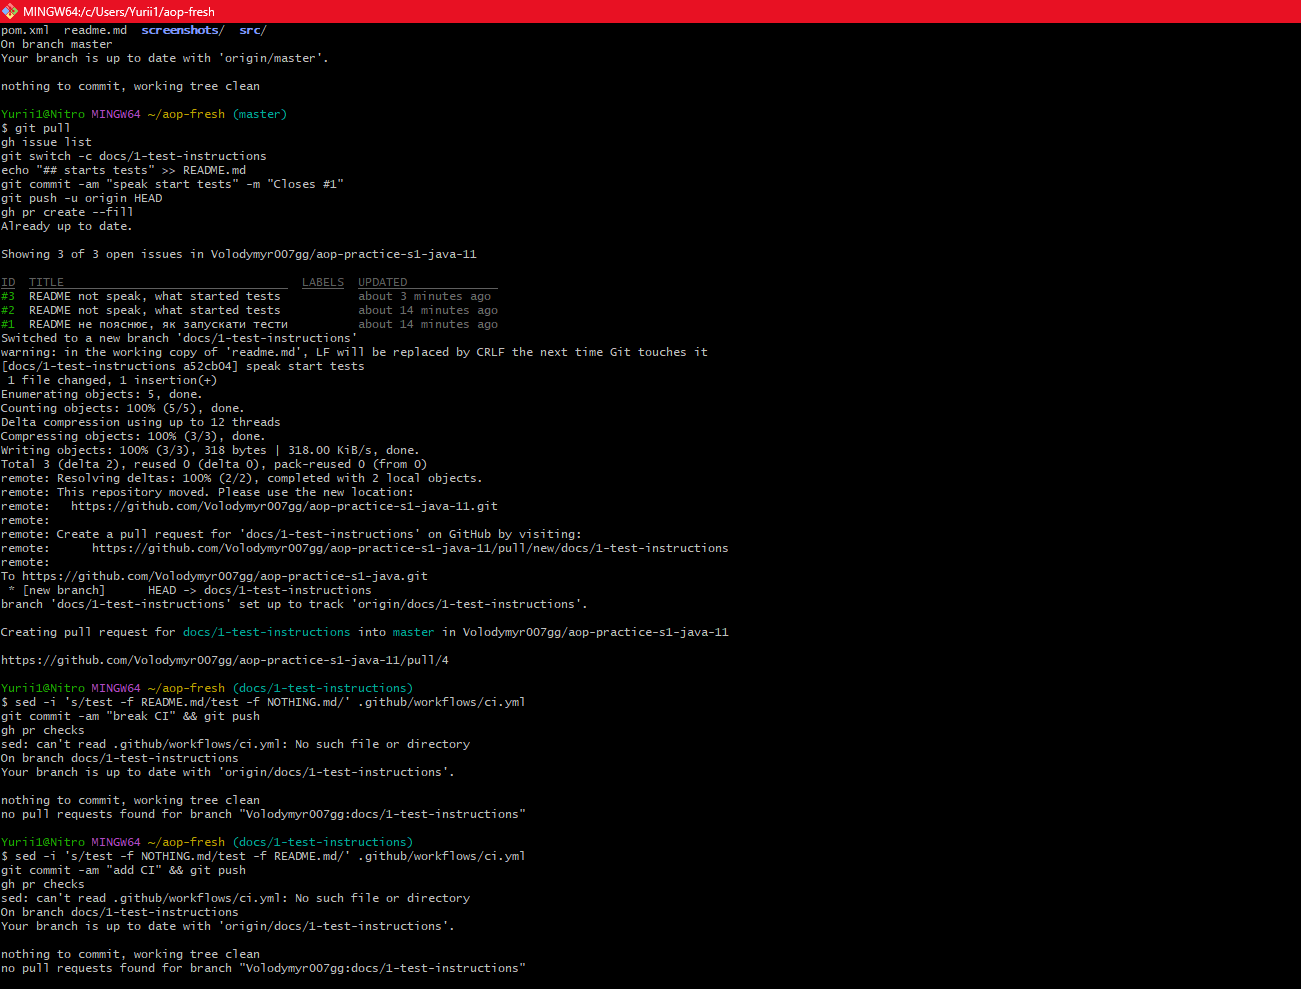 MINGW64:/c/Users/Yurii1/aop-fresh
pom.xml  readme.md  screenshots/  src/
On branch master
Your branch is up to date with 'origin/master'.
nothing to commit, working tree clean
Yurii1@Nitro MINGW64 ~/aop-fresh (master)
$ git pull
gh issue list
git switch -c docs/1-test-instructions
echo "## starts tests" >> README.md
git commit -am "speak start tests" -m "Closes #1"
git push -u origin HEAD
gh pr create --fill
Already up to date.
Showing 3 of 3 open issues in Volodymyr007gg/aop-practice-s1-java-11
ID  TITLE  LABELS  UPDATED
#3  README not speak, what started tests  about 3 minutes ago
#2  README not speak, what started tests  about 14 minutes ago
#1  README не пояснює, як запускати тести  about 14 minutes ago
Switched to a new branch 'docs/1-test-instructions'
warning: in the working copy of 'readme.md', LF will be replaced by CRLF the next time Git touches it
[docs/1-test-instructions a52cb04] speak start tests
 1 file changed, 1 insertion(+)
Enumerating objects: 5, done.
Counting objects: 100% (5/5), done.
Delta compression using up to 12 threads
Compressing objects: 100% (3/3), done.
Writing objects: 100% (3/3), 318 bytes | 318.00 KiB/s, done.
Total 3 (delta 2), reused 0 (delta 0), pack-reused 0 (from 0)
remote: Resolving deltas: 100% (2/2), completed with 2 local objects.
remote: This repository moved. Please use the new location:
remote:   https://github.com/Volodymyr007gg/aop-practice-s1-java-11.git
remote:
remote: Create a pull request for 'docs/1-test-instructions' on GitHub by visiting:
remote:      https://github.com/Volodymyr007gg/aop-practice-s1-java-11/pull/new/docs/1-test-instructions
remote:
To https://github.com/Volodymyr007gg/aop-practice-s1-java.git
 * [new branch]      HEAD -> docs/1-test-instructions
branch 'docs/1-test-instructions' set up to track 'origin/docs/1-test-instructions'.
Creating pull request for docs/1-test-instructions into master in Volodymyr007gg/aop-practice-s1-java-11
https://github.com/Volodymyr007gg/aop-practice-s1-java-11/pull/4
Yurii1@Nitro MINGW64 ~/aop-fresh (docs/1-test-instructions)
$ sed -i 's/test -f README.md/test -f NOTHING.md/' .github/workflows/ci.yml
git commit -am "break CI" && git push
gh pr checks
sed: can't read .github/workflows/ci.yml: No such file or directory
On branch docs/1-test-instructions
Your branch is up to date with 'origin/docs/1-test-instructions'.
nothing to commit, working tree clean
no pull requests found for branch "Volodymyr007gg:docs/1-test-instructions"
Yurii1@Nitro MINGW64 ~/aop-fresh (docs/1-test-instructions)
$ sed -i 's/test -f NOTHING.md/test -f README.md/' .github/workflows/ci.yml
git commit -am "add CI" && git push
gh pr checks
sed: can't read .github/workflows/ci.yml: No such file or directory
On branch docs/1-test-instructions
Your branch is up to date with 'origin/docs/1-test-instructions'.
nothing to commit, working tree clean
no pull requests found for branch "Volodymyr007gg:docs/1-test-instructions"